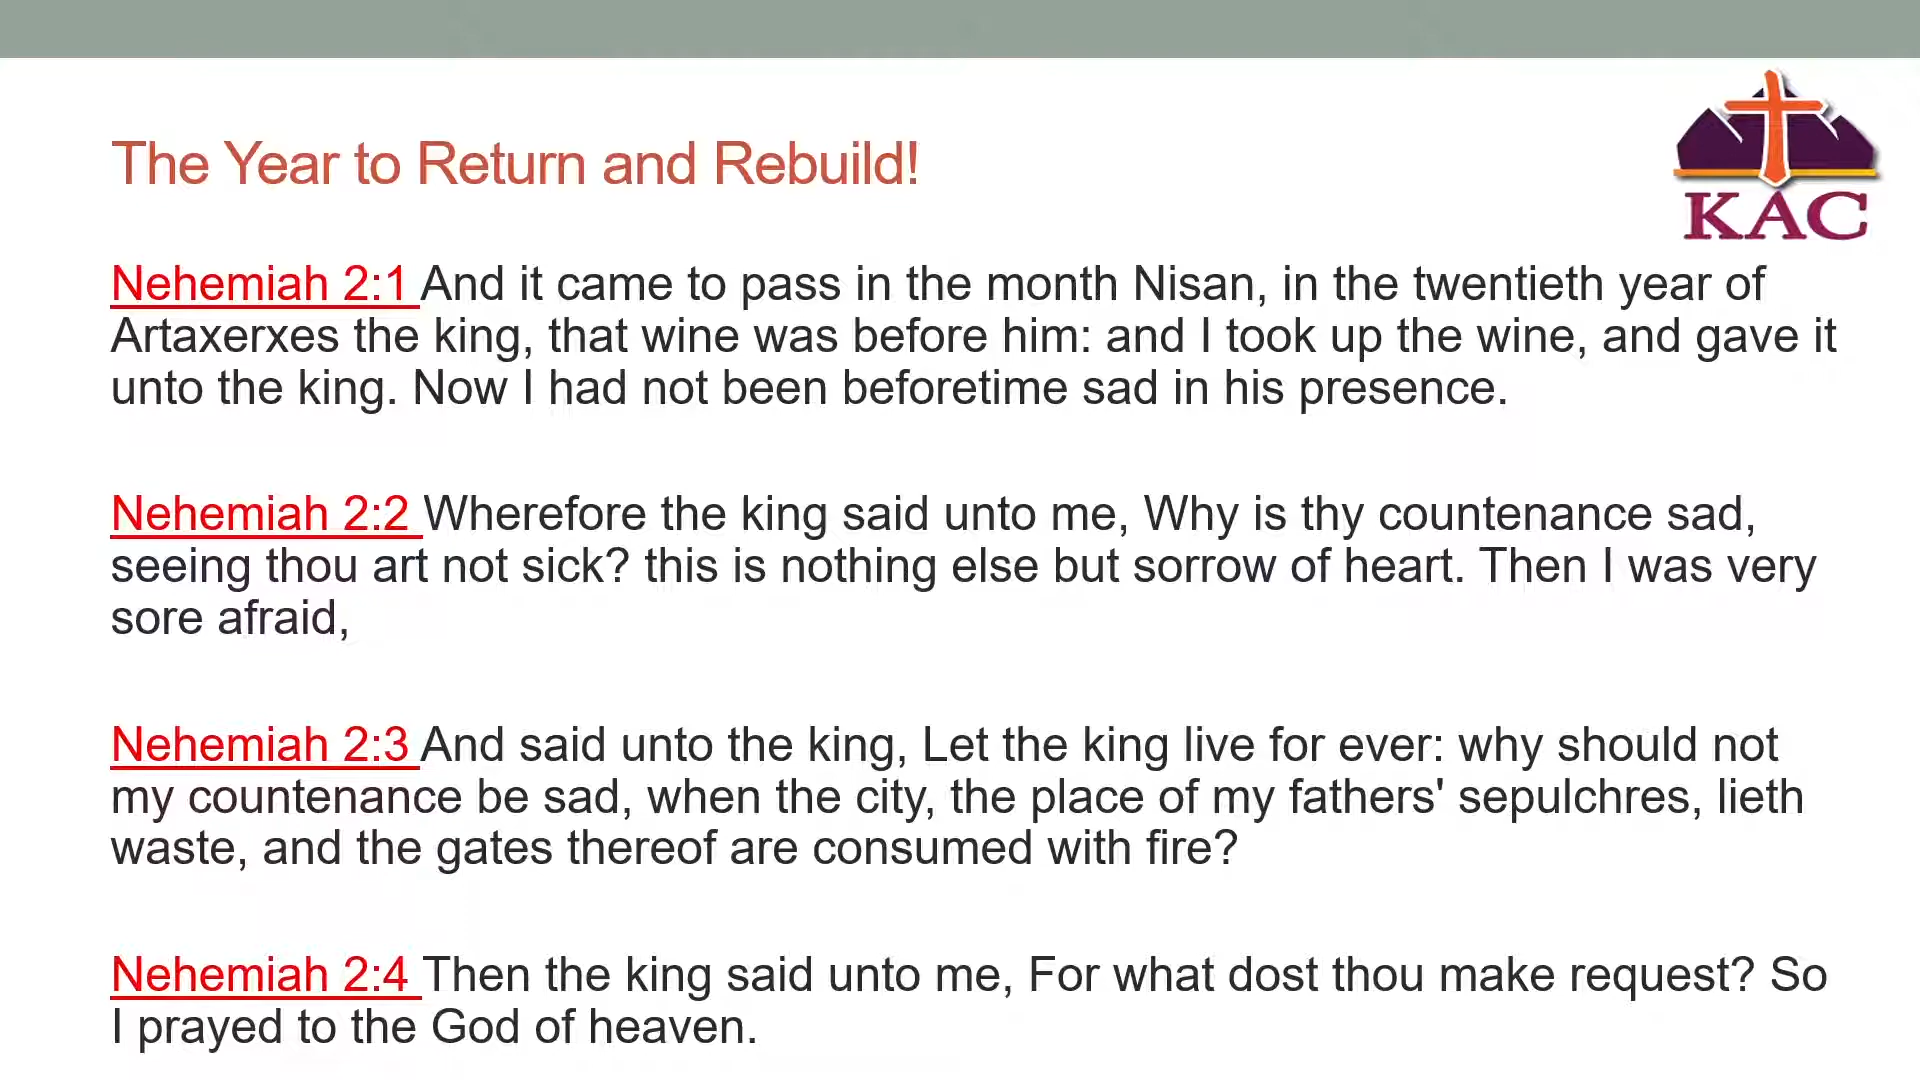 The Year to Return and Rebuild!
KAC
Nehemiah 2:1 And it came to pass in the month Nisan, in the twentieth year of
Artaxerxes the king, that wine was before him: and I took up the wine, and gave it
unto the king. Now I had not been beforetime sad in his presence.
Nehemiah 2:2 Wherefore the king said unto me, Why is thy countenance sad,
seeing thou art not sick? this is nothing else but sorrow of heart. Then I was very
sore afraid,
Nehemiah 2:3 And said unto the king, Let the king live for ever: why should not
my countenance be sad, when the city, the place of my fathers' sepulchres, lieth
waste, and the gates thereof are consumed with fire?
Nehemiah 2:4 Then the king said unto me, For what dost thou make request? So
I prayed to the God of heaven.